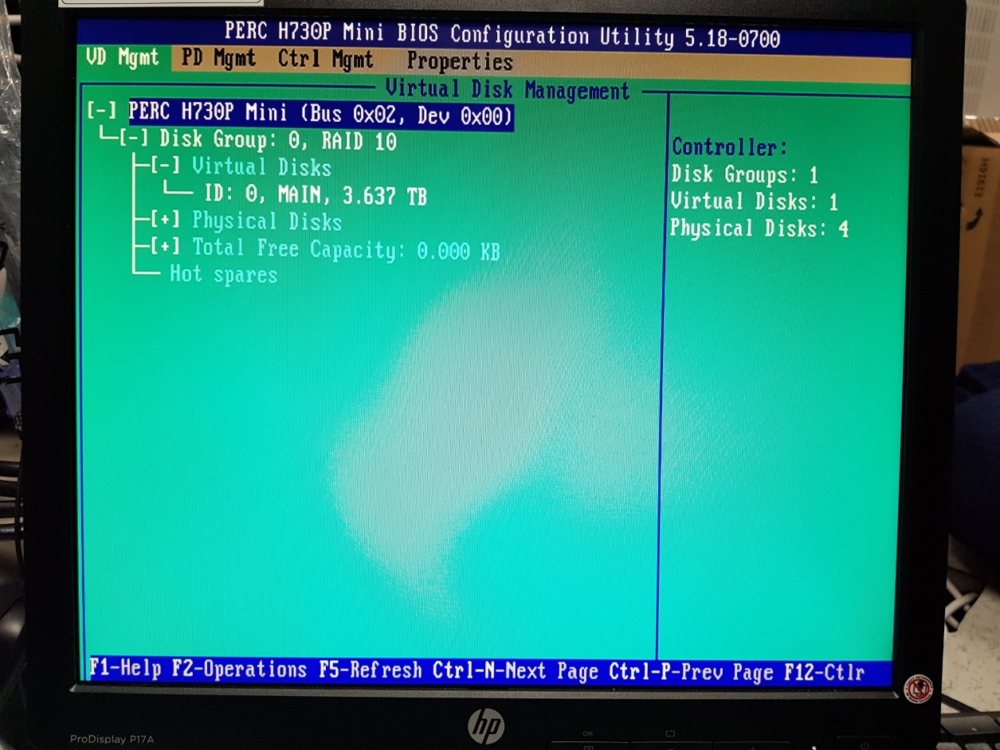 PERC H730P Mini BIOS Configuration Utility 5.18-0700
VD Mgmt PD Mgmt Ctrl Mgmt Properties
Virtual Disk Management
[-] PERC H730P Mini (Bus 0x02, Dev 0x00)
[-] Disk Group: 0, RAID 10
[-] Virtual Disks
ID: 0, MAIN, 3.637 TB
[+] Physical Disks
[+] Total Free Capacity: 0.000 KB
Hot spares
Controller:
Disk Groups: 1
Virtual Disks: 1
Physical Disks: 4
F1-Help F2-Operations F5-Refresh Ctrl-N-Next Page Ctrl-P-Prev Page F12-Ctlr
hp
ProDisplay P17A
OK
E1916H